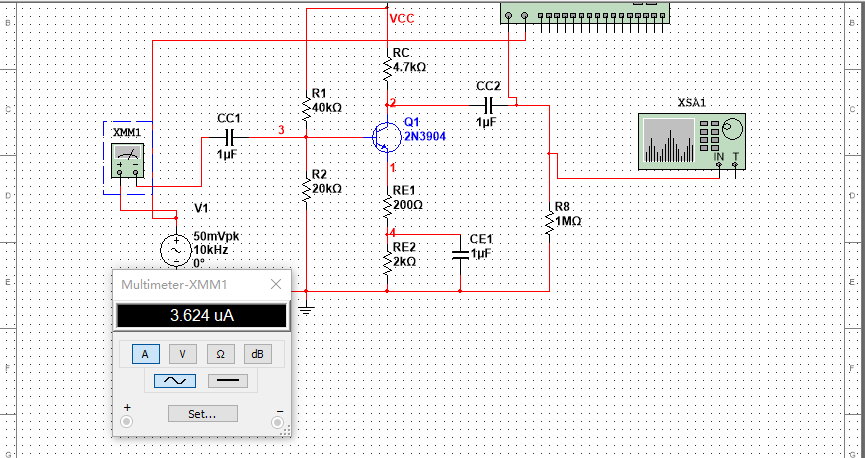 B
B
VCC
RC
4.7kΩ
XSA1
R1
40kΩ
2
CC2
1µF
C
C
CC1
1µF
3
Q1
2N3904
XMM1
IN T
1
R2
20kΩ
RE1
200Ω
D
D
V1
50mVpk
10kHz
0°
R8
1MΩ
4
RE2
2kΩ
CE1
1µF
E
E
Multimeter-XMM1
3.624 uA
A V Ω dB
+ Set... −
F
F
G
G